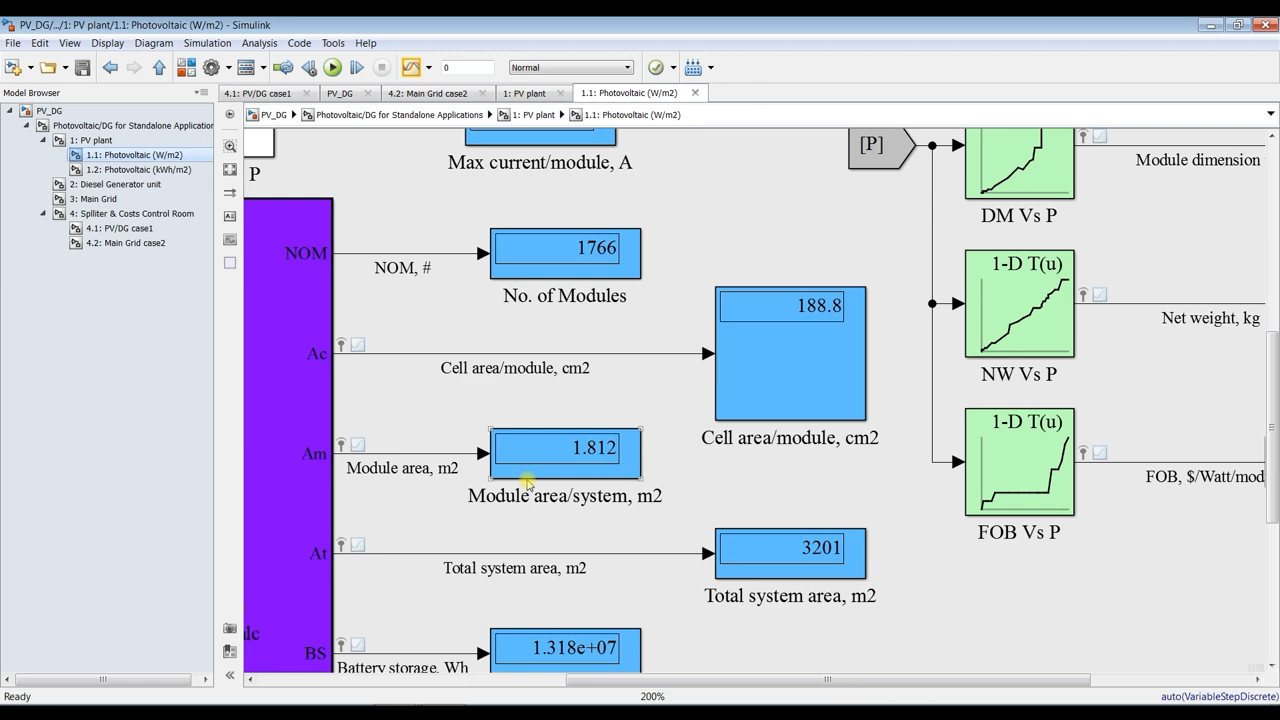 PV_DG/.../1: PV plant/1.1: Photovoltaic (W/m2) - Simulink
File Edit View Display Diagram Simulation Analysis Code Tools Help
0
Normal
Model Browser
4.1: PV/DG case1
PV_DG
4.2: Main Grid case2
1: PV plant
1.1: Photovoltaic (W/m2)
PV_DG
Photovoltaic/DG for Standalone Applications
1: PV plant
1.1: Photovoltaic (W/m2)
PV_DG
Photovoltaic/DG for Standalone Application
1: PV plant
1.1: Photovoltaic (W/m2)
1.2: Photovoltaic (kWh/m2)
2: Diesel Generator unit
3: Main Grid
4: Spliiter & Costs Control Room
4.1: PV/DG case1
4.2: Main Grid case2
P
Max current/module, A
[P]
Module dimension
DM Vs P
NOM
NOM, #
1766
No. of Modules
1-D T(u)
Net weight, kg
NW Vs P
Ac
Cell area/module, cm2
188.8
Cell area/module, cm2
Am
Module area, m2
1.812
Module area/system, m2
1-D T(u)
FOB, $/Watt/mod
FOB Vs P
At
Total system area, m2
3201
Total system area, m2
lc
BS
Battery storage, Wh
1.318e+07
Ready
200%
auto(VariableStepDiscrete)